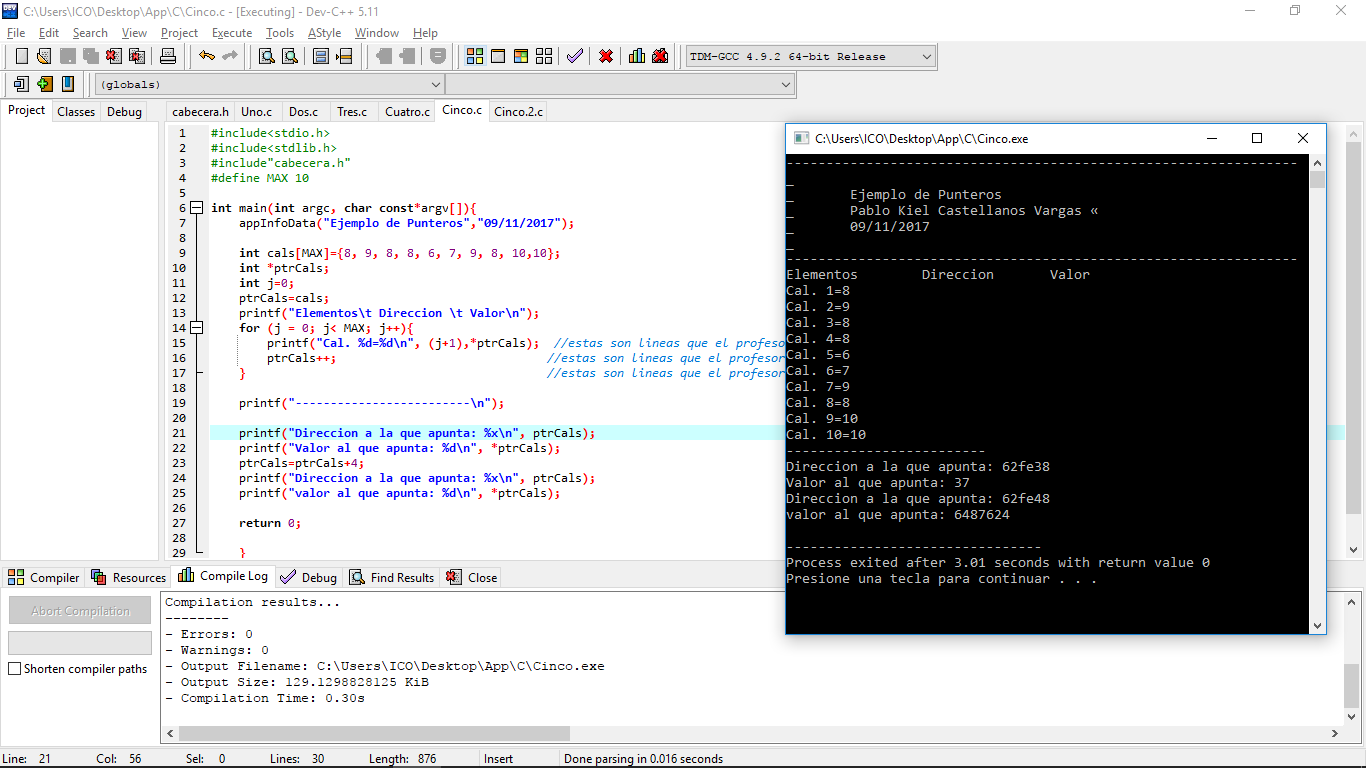 C:\Users\ICO\Desktop\App\C\Cinco.c - [Executing] - Dev-C++ 5.11
File Edit Search View Project Execute Tools AStyle Window Help
TDM-GCC 4.9.2 64-bit Release
(globals)
Project Classes Debug
cabecera.h Uno.c Dos.c Tres.c Cuatro.c Cinco.c Cinco.2.c
1 #include<stdio.h>
2 #include<stdlib.h>
3 #include"cabecera.h"
4 #define MAX 10
5
6 int main(int argc, char const*argv[]){
7 appInfoData("Ejemplo de Punteros","09/11/2017");
8
9 int cals[MAX]={8, 9, 8, 8, 6, 7, 9, 8, 10,10};
10 int *ptrCals;
11 int j=0;
12 ptrCals=cals;
13 printf("Elementos\t Direccion \t Valor\n");
14 for (j = 0; j< MAX; j++){
15 printf("Cal. %d=%d\n", (j+1),*ptrCals); //estas son lineas que el profesor
16 ptrCals++; //estas son lineas que el profesor
17 } //estas son lineas que el profesor
18
19 printf("-------------------------\n");
20
21 printf("Direccion a la que apunta: %x\n", ptrCals);
22 printf("Valor al que apunta: %d\n", *ptrCals);
23 ptrCals=ptrCals+4;
24 printf("Direccion a la que apunta: %x\n", ptrCals);
25 printf("valor al que apunta: %d\n", *ptrCals);
26
27 return 0;
28
29 }
C:\Users\ICO\Desktop\App\C\Cinco.exe
----------------------------------------------------------------
_
_ Ejemplo de Punteros
_ Pablo Kiel Castellanos Vargas «
_ 09/11/2017
_
----------------------------------------------------------------
Elementos Direccion Valor
Cal. 1=8
Cal. 2=9
Cal. 3=8
Cal. 4=8
Cal. 5=6
Cal. 6=7
Cal. 7=9
Cal. 8=8
Cal. 9=10
Cal. 10=10
-------------------------
Direccion a la que apunta: 62fe38
Valor al que apunta: 37
Direccion a la que apunta: 62fe48
valor al que apunta: 6487624
--------------------------------
Process exited after 3.01 seconds with return value 0
Presione una tecla para continuar . . .
Compiler Resources Compile Log Debug Find Results Close
Abort Compilation
Shorten compiler paths
Compilation results...
--------
- Errors: 0
- Warnings: 0
- Output Filename: C:\Users\ICO\Desktop\App\C\Cinco.exe
- Output Size: 129.1298828125 KiB
- Compilation Time: 0.30s
Line: 21 Col: 56 Sel: 0 Lines: 30 Length: 876 Insert Done parsing in 0.016 seconds